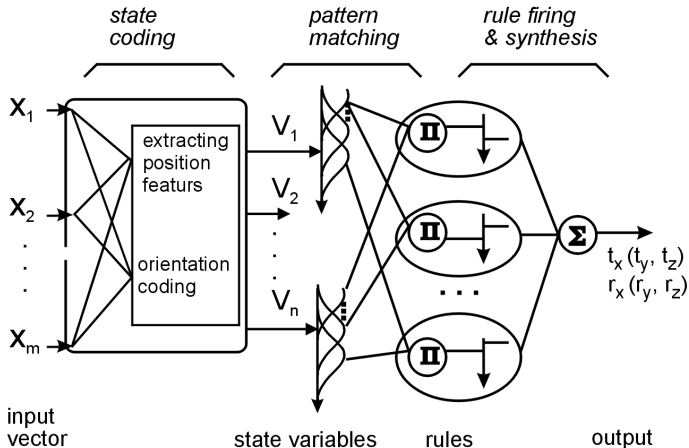 state
coding
pattern
matching
rule firing
& synthesis
X1
X2
Xm
extracting
position
featurs
orientation
coding
V1
V2
Vn
Π
Π
Π
Σ
tx (ty, tz)
rx (ry, rz)
input
vector
state variables
rules
output